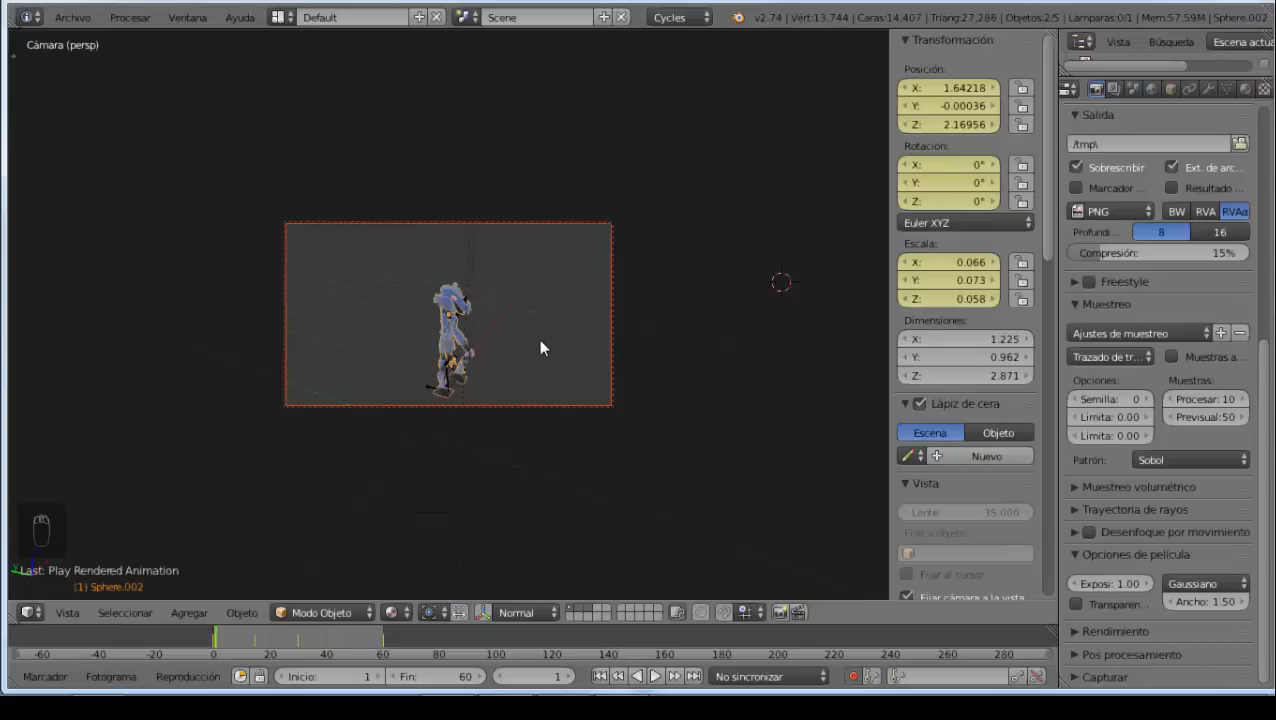 Archivo Procesar Ventana Ayuda Default Scene Cycles v2.74 | Vért:13,744 | Caras:14,407 | Triang:27,286 | Objetos:2/5 | Lamparas:0/1 | Mem:57.59M | Sphere.002
Cámara (persp)
Transformación
Posición:
X: 1.64218
Y: -0.00036
Z: 2.16956
Rotación:
X: 0°
Y: 0°
Z: 0°
Euler XYZ
Escala:
X: 0.066
Y: 0.073
Z: 0.058
Dimensiones:
X: 1.225
Y: 0.962
Z: 2.871
Lápiz de cera
Escena Objeto
Nuevo
Vista
Lente: 35.000
Fijar a objeto:
Fijar al cursor
Fijar cámara a la vista
Vista Búsqueda Escena actua
Salida
/tmp\
Sobrescribir Ext. de arc...
Marcador ... Resultado ...
PNG BW RVA RVAα
Profundi... 8 16
Compresión: 15%
Freestyle
Muestreo
Ajustes de muestreo
Trazado de tr... Muestras a...
Opciones: Muestras:
Semilla: 0 Procesar: 10
Limita: 0.00 Previsual:50
Limita: 0.00
Patrón: Sobol
Muestreo volumétrico
Trayectoria de rayos
Desenfoque por movimiento
Opciones de película
Exposi: 1.00 Gaussiano
Transparen... Ancho: 1.50
Rendimiento
Pos procesamiento
Capturar
Last: Play Rendered Animation
(1) Sphere.002
Vista Seleccionar Agregar Objeto Modo Objeto Normal
-60 -40 -20 0 20 40 60 80 100 120 140 160 180 200 220 240 260 280
Marcador Fotograma Reproducción Inicio: 1 Fin: 60 1 No sincronizar